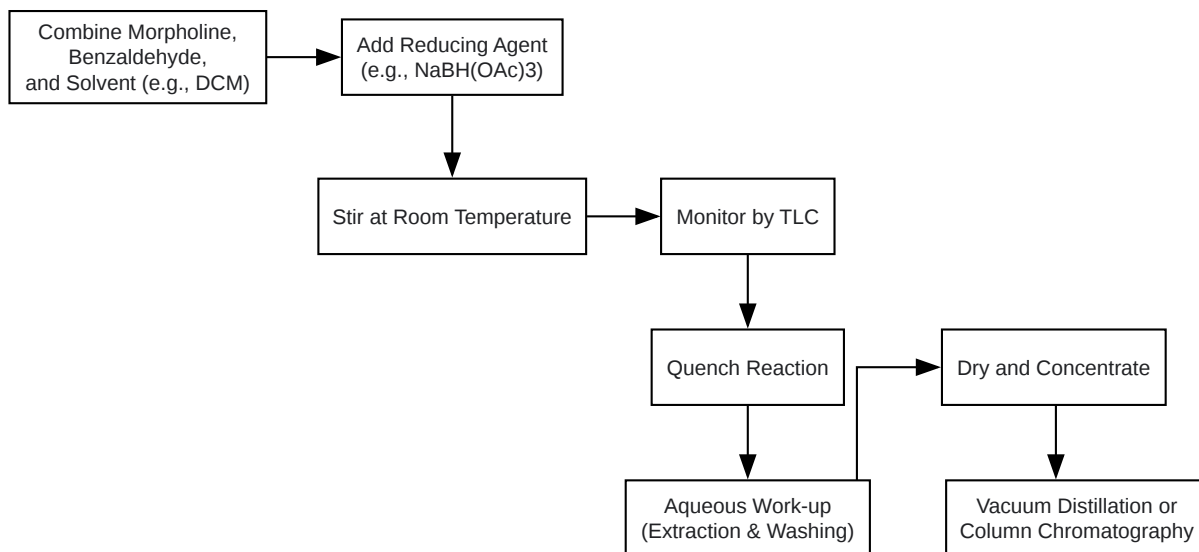 Combine Morpholine,
Benzaldehyde,
and Solvent (e.g., DCM)
Add Reducing Agent
(e.g., NaBH(OAc)3)
Stir at Room Temperature
Monitor by TLC
Quench Reaction
Dry and Concentrate
Aqueous Work-up
(Extraction & Washing)
Vacuum Distillation or
Column Chromatography